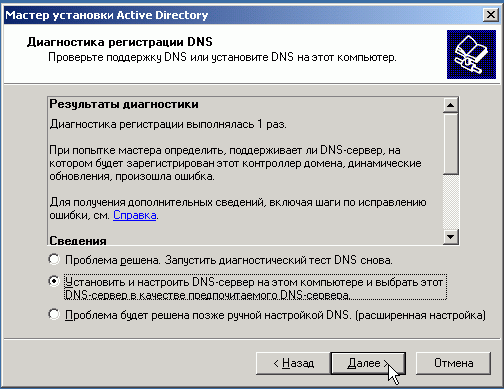 Мастер установки Active Directory
Диагностика регистрации DNS
Проверьте поддержку DNS или установите DNS на этот компьютер.
Результаты диагностики
Диагностика регистрации выполнялась 1 раз.
При попытке мастера определить, поддерживает ли DNS-сервер, на
котором будет зарегистрирован этот контроллер домена, динамические
обновления, произошла ошибка.
Для получения дополнительных сведений, включая шаги по исправлению
ошибки, см. Справка.
Сведения
Проблема решена. Запустить диагностический тест DNS снова.
Установить и настроить DNS-сервер на этом компьютере и выбрать этот
DNS-сервер в качестве предпочитаемого DNS-сервера.
Проблема будет решена позже ручной настройкой DNS. (расширенная настройка)
< Назад Далее > Отмена